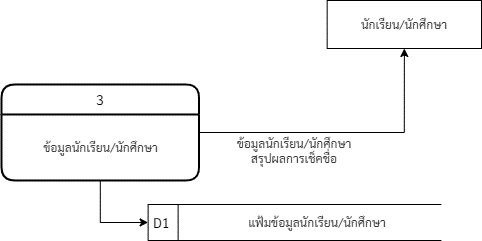 นักเรียน/นักศึกษา
3
ข้อมูลนักเรียน/นักศึกษา
ข้อมูลนักเรียน/นักศึกษา
สรุปผลการเช็คชื่อ
D1
แฟ้มข้อมูลนักเรียน/นักศึกษา